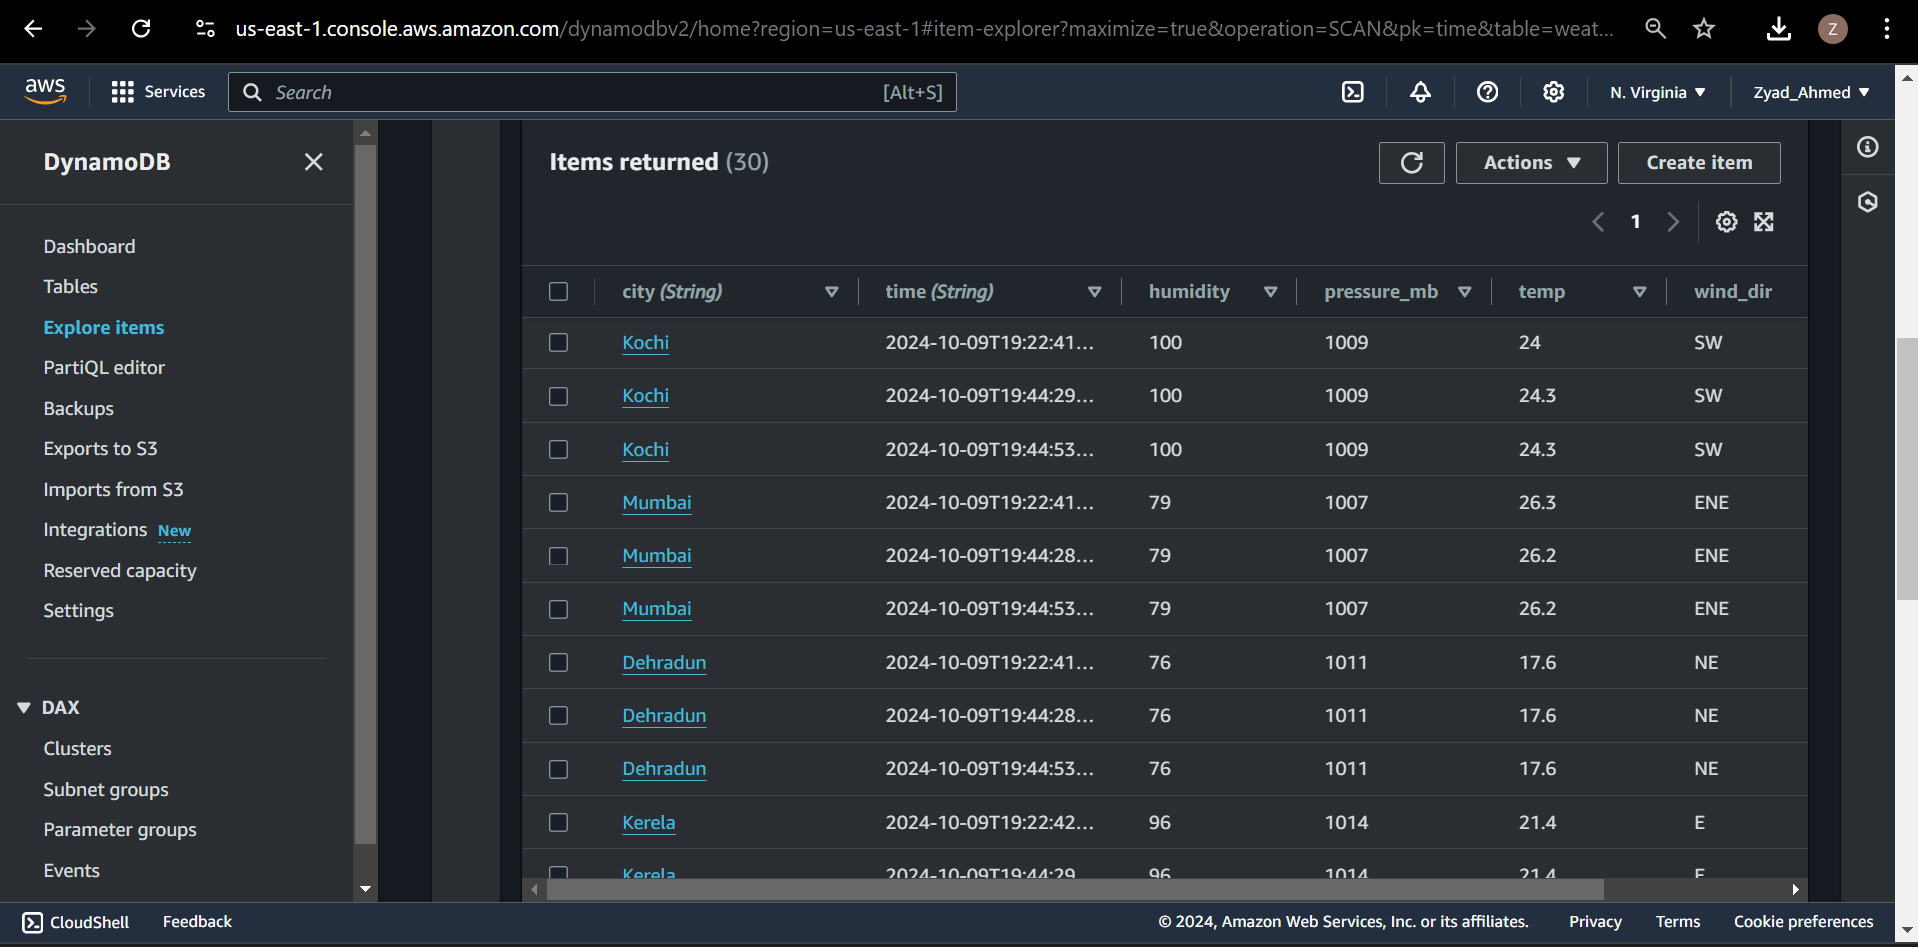 us-east-1.console.aws.amazon.com/dynamodbv2/home?region=us-east-1#item-explorer?maximize=true&operation=SCAN&pk=time&table=weat...
Z
aws
Services
Search
[Alt+S]
N. Virginia
Zyad_Ahmed
DynamoDB
Dashboard
Tables
Explore items
PartiQL editor
Backups
Exports to S3
Imports from S3
Integrations New
Reserved capacity
Settings
DAX
Clusters
Subnet groups
Parameter groups
Events
Items returned (30)
Actions
Create item
1
city (String) time (String) humidity pressure_mb temp wind_dir
Kochi 2024-10-09T19:22:41... 100 1009 24 SW
Kochi 2024-10-09T19:44:29... 100 1009 24.3 SW
Kochi 2024-10-09T19:44:53... 100 1009 24.3 SW
Mumbai 2024-10-09T19:22:41... 79 1007 26.3 ENE
Mumbai 2024-10-09T19:44:28... 79 1007 26.2 ENE
Mumbai 2024-10-09T19:44:53... 79 1007 26.2 ENE
Dehradun 2024-10-09T19:22:41... 76 1011 17.6 NE
Dehradun 2024-10-09T19:44:28... 76 1011 17.6 NE
Dehradun 2024-10-09T19:44:53... 76 1011 17.6 NE
Kerela 2024-10-09T19:22:42... 96 1014 21.4 E
Kerela 2024-10-09T19:44:29... 96 1014 21.4 E
CloudShell
Feedback
© 2024, Amazon Web Services, Inc. or its affiliates.
Privacy
Terms
Cookie preferences